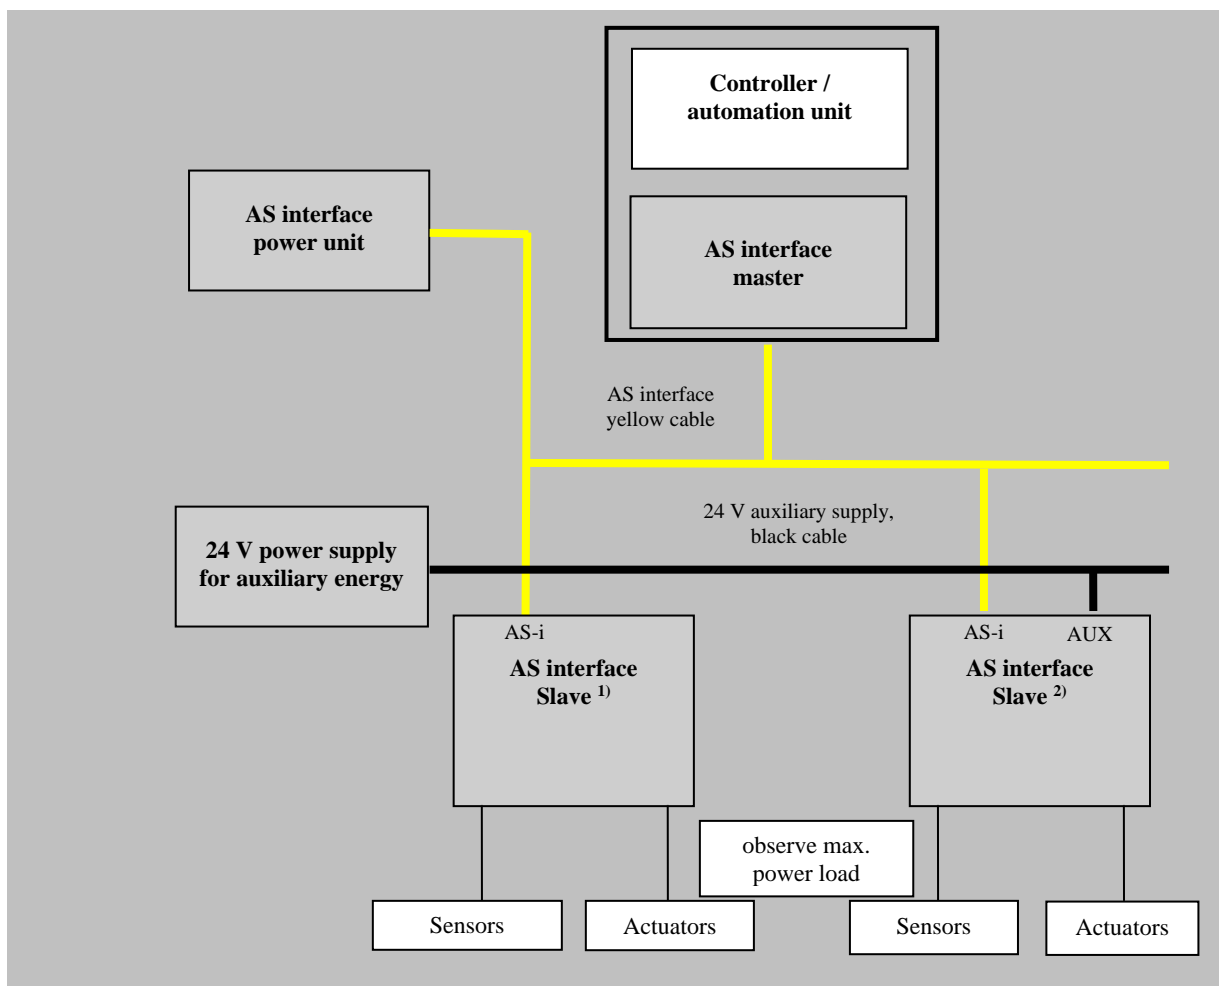 Controller /
automation unit
AS interface
power unit
AS interface
master
AS interface
yellow cable
24 V auxiliary supply,
black cable
24 V power supply
for auxiliary energy
AS-i
AS interface
Slave 1)
AS-i AUX
AS interface
Slave 2)
observe max.
power load
Sensors
Actuators
Sensors
Actuators